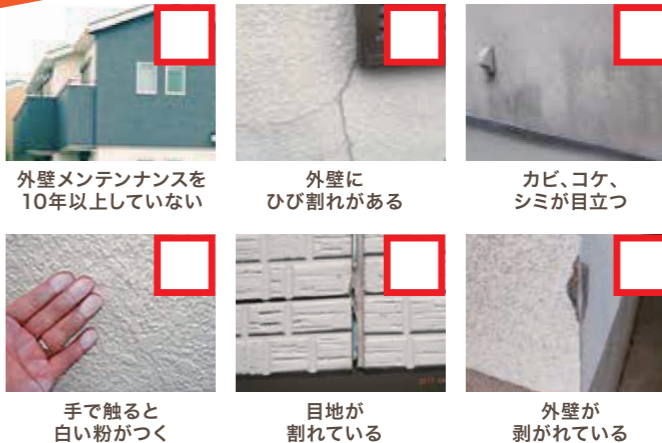 外壁メンテンナンスを
10年以上していない
外壁に
ひび割れがある
カビ、コケ、
シミが目立つ
手で触ると
白い粉がつく
目地が
割れている
外壁が
剥がれている